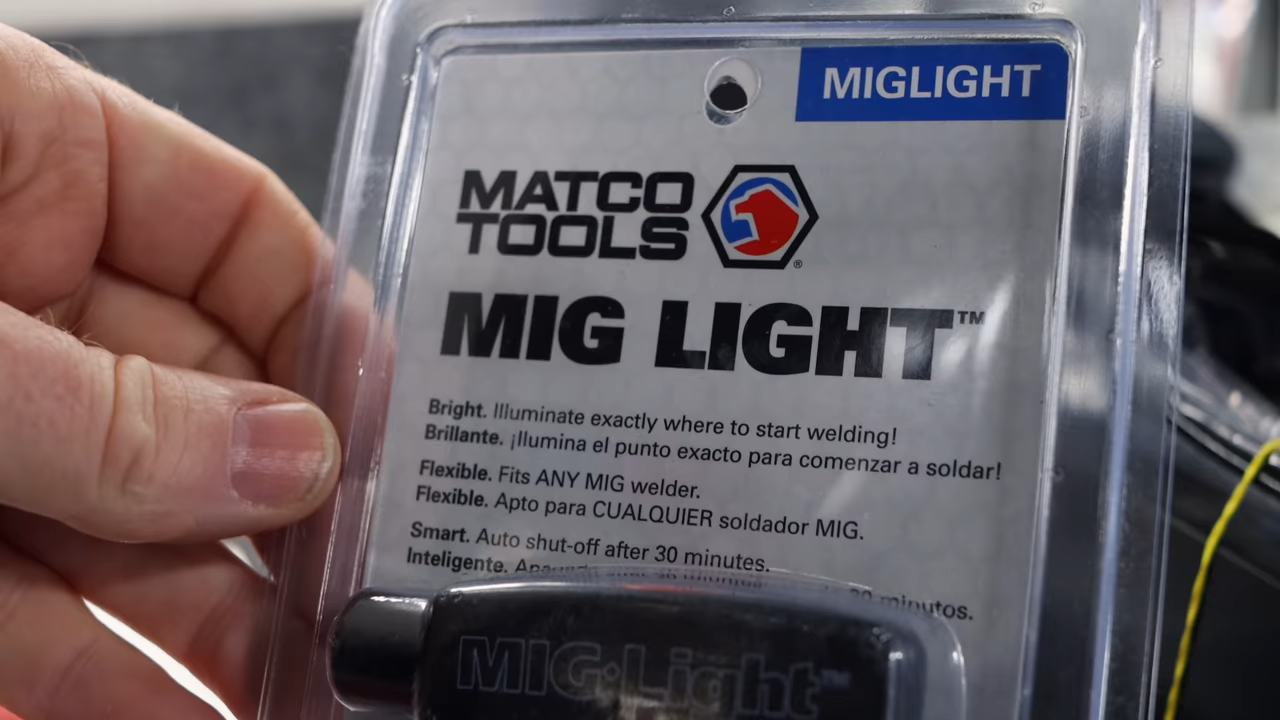 MIGLIGHT
MATCO
TOOLS
®
MIG LIGHT™
Bright. Illuminate exactly where to start welding!
Brillante. ¡Ilumina el punto exacto para comenzar a soldar!
Flexible. Fits ANY MIG welder.
Flexible. Apto para CUALQUIER soldador MIG.
Smart. Auto shut-off after 30 minutes.
Inteligente. minutos.
MIG·Light™